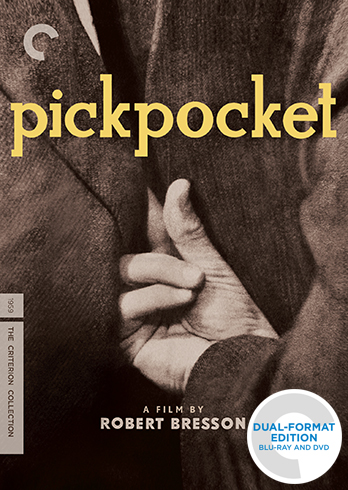 pickpocket
1959
THE CRITERION COLLECTION
A FILM BY
ROBERT BRESSON
DUAL-FORMAT
EDITION
BLU-RAY AND DVD